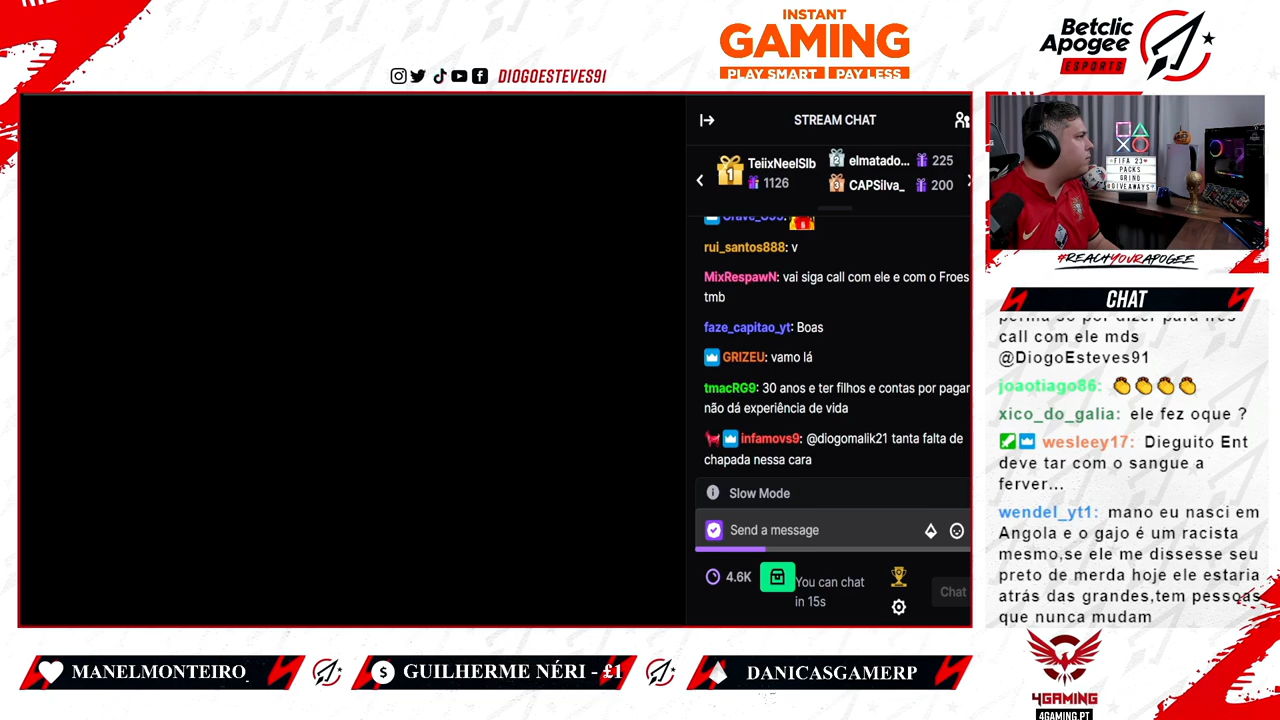 INSTANT
GAMING
PLAY SMART | PAY LESS
Betclic
Apogee
ESPORTS
DIOGOESTEVES91
STREAM CHAT
TeiixNeelSlb
1126
elmatado... 225
CAPSilva_ 200
rui_santos888: v
MixRespawN: vai siga call com ele e com o Froes
tmb
faze_capitao_yt: Boas
GRIZEU: vamo lá
tmacRG9: 30 anos e ter filhos e contas por pagar
não dá experiência de vida
infamovs9: @diogomalik21 tanta falta de
chapada nessa cara
Slow Mode
Send a message
4.6K
You can chat
in 15s
Chat
FIFA 23
PACKS
GRIND
GIVEAWAYS
#REACHYOURAPOGEE
CHAT
perma só por dizer para fres
call com ele mds
@DiogoEsteves91
joaotiago86:
xico_do_galia: ele fez oque ?
wesleey17: Dieguito Ent
deve tar com o sangue a
ferver...
wendel_yt1: mano eu nasci em
Angola e o gajo é um racista
mesmo,se ele me dissesse seu
preto de merda hoje ele estaria
atrás das grandes,tem pessoas
que nunca mudam
MANELMONTEIRO_
GUILHERME NÉRI - £1
DANICASGAMERP
4GAMING
4GAMING.PT